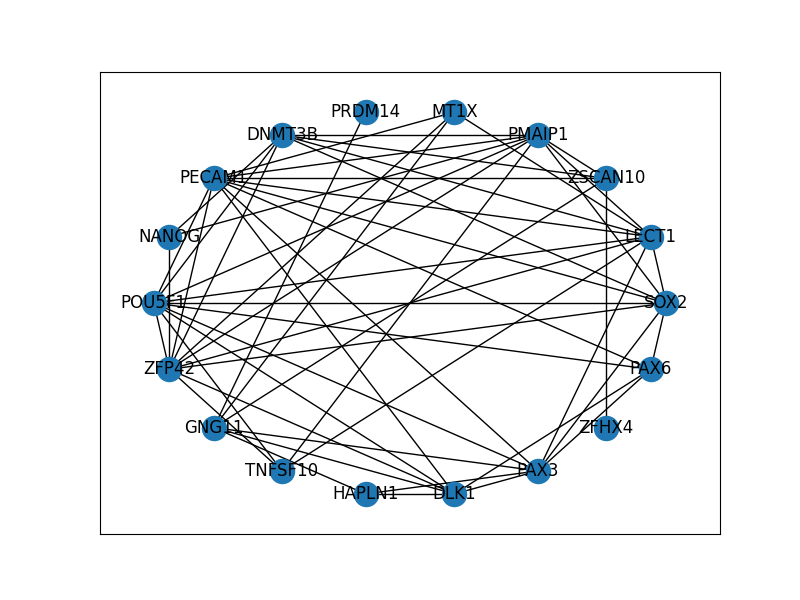 PRDM14
MT1X
DNMT3B
PMAIP1
PECAM1
ZSCAN10
NANOG
LECT1
POU5F1
SOX2
ZFP42
PAX6
GNG11
ZFHX4
TNFSF10
PAX3
HAPLN1
DLK1